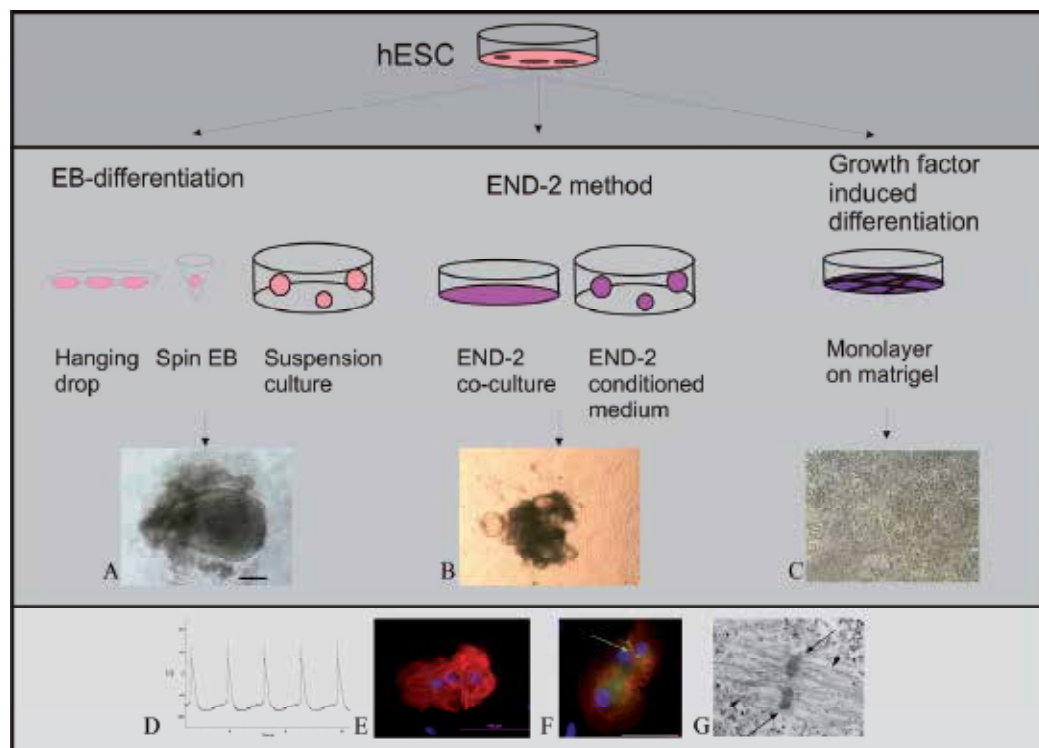 hESC
EB-differentiation
END-2 method
Growth factor
induced
differentiation
Hanging
drop
Spin EB
Suspension
culture
END-2
co-culture
END-2
conditioned
medium
Monolayer
on matrigel
A
B
C
D
E
F
G